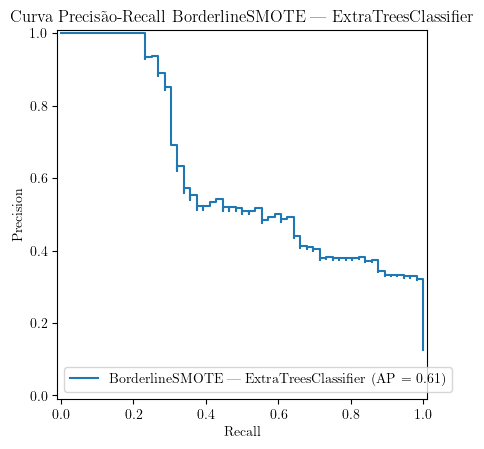 Curva Precisão-Recall BorderlineSMOTE — ExtraTreesClassifier
1.0
0.8
0.6
0.4
0.2
0.0
Precision
BorderlineSMOTE — ExtraTreesClassifier (AP = 0.61)
0.0 0.2 0.4 0.6 0.8 1.0
Recall